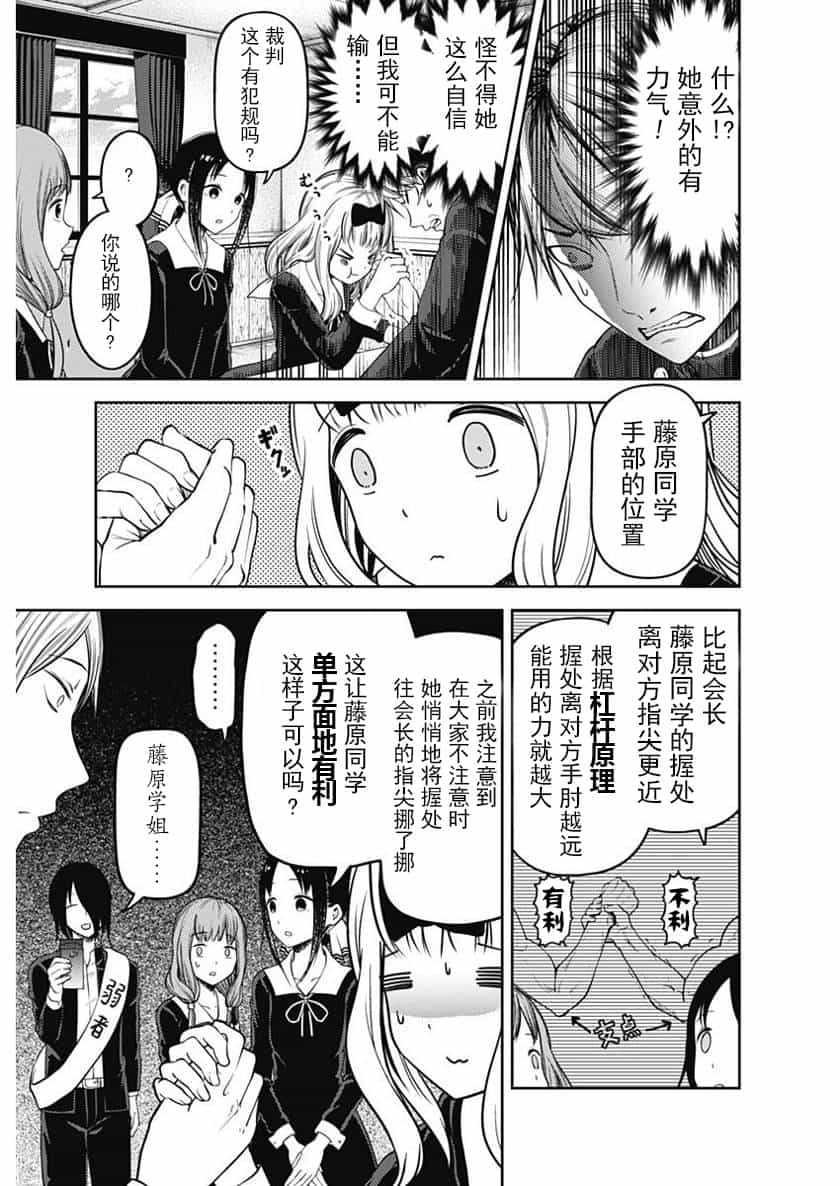 什么!?
她意外的有
力气！
怪不得她
这么自信
但我可不能
输……
裁判
这个有犯规吗？
？
你说的哪个？
むぅ〜
藤原同学
手部的位置
ギクッ
比起会长
藤原同学的握处
离对方指尖更近
根据杠杆原理
握处离对方手肘越远
能用的力就越大
不利
有利
支点
之前我注意到
在大家不注意时
她悄悄地将握处
往会长的指尖挪了挪
这让藤原同学
单方面地有利
这样子可以吗？
……
藤原学姐……
弱者